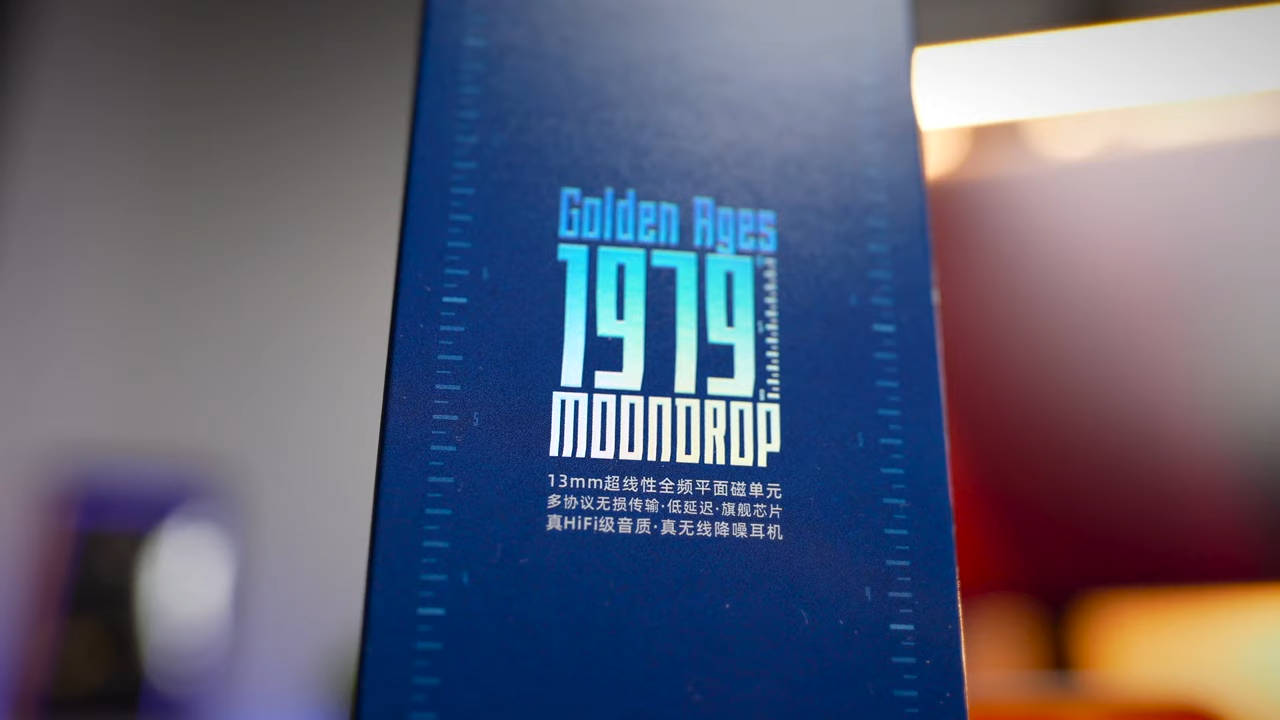 Golden Ages
1979
MOONDROP
13mm超线性全频平面磁单元
多协议无损传输·低延迟·旗舰芯片
真HiFi级音质·真无线降噪耳机